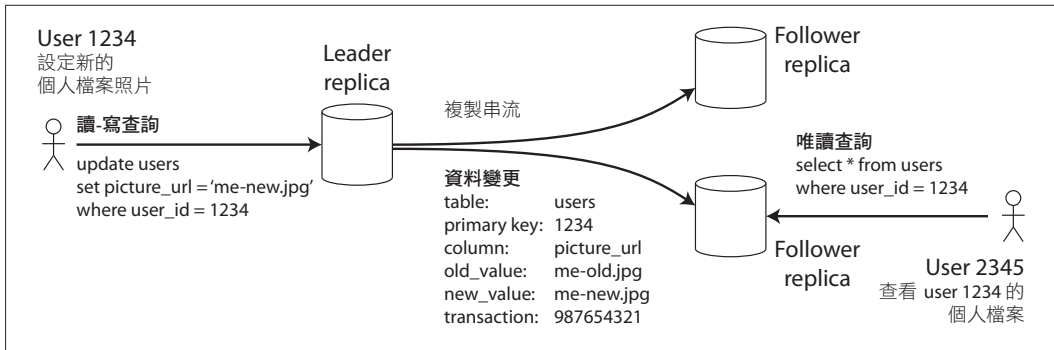 User 1234
設定新的
個人檔案照片
讀-寫查詢
update users
set picture_url = ‘me-new.jpg’
where user_id = 1234
Leader
replica
複製串流
資料變更
table: users
primary key: 1234
column: picture_url
old_value: me-old.jpg
new_value: me-new.jpg
transaction: 987654321
Follower
replica
唯讀查詢
select * from users
where user_id = 1234
Follower
replica
User 2345
查看 user 1234 的
個人檔案